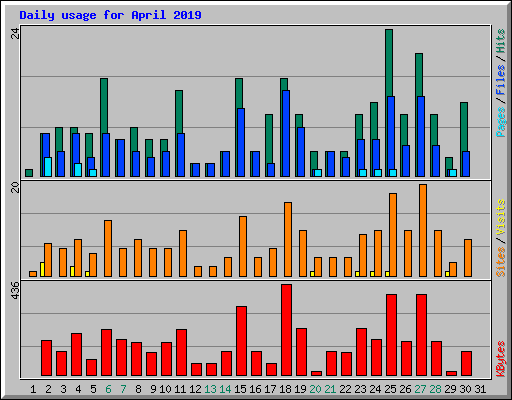 Daily usage for April 2019
24
20
436
Pages / Files / Hits
Sites / Visits
KBytes
1 2 3 4 5 6 7 8 9 10 11 12 13 14 15 16 17 18 19 20 21 22 23 24 25 26 27 28 29 30 31